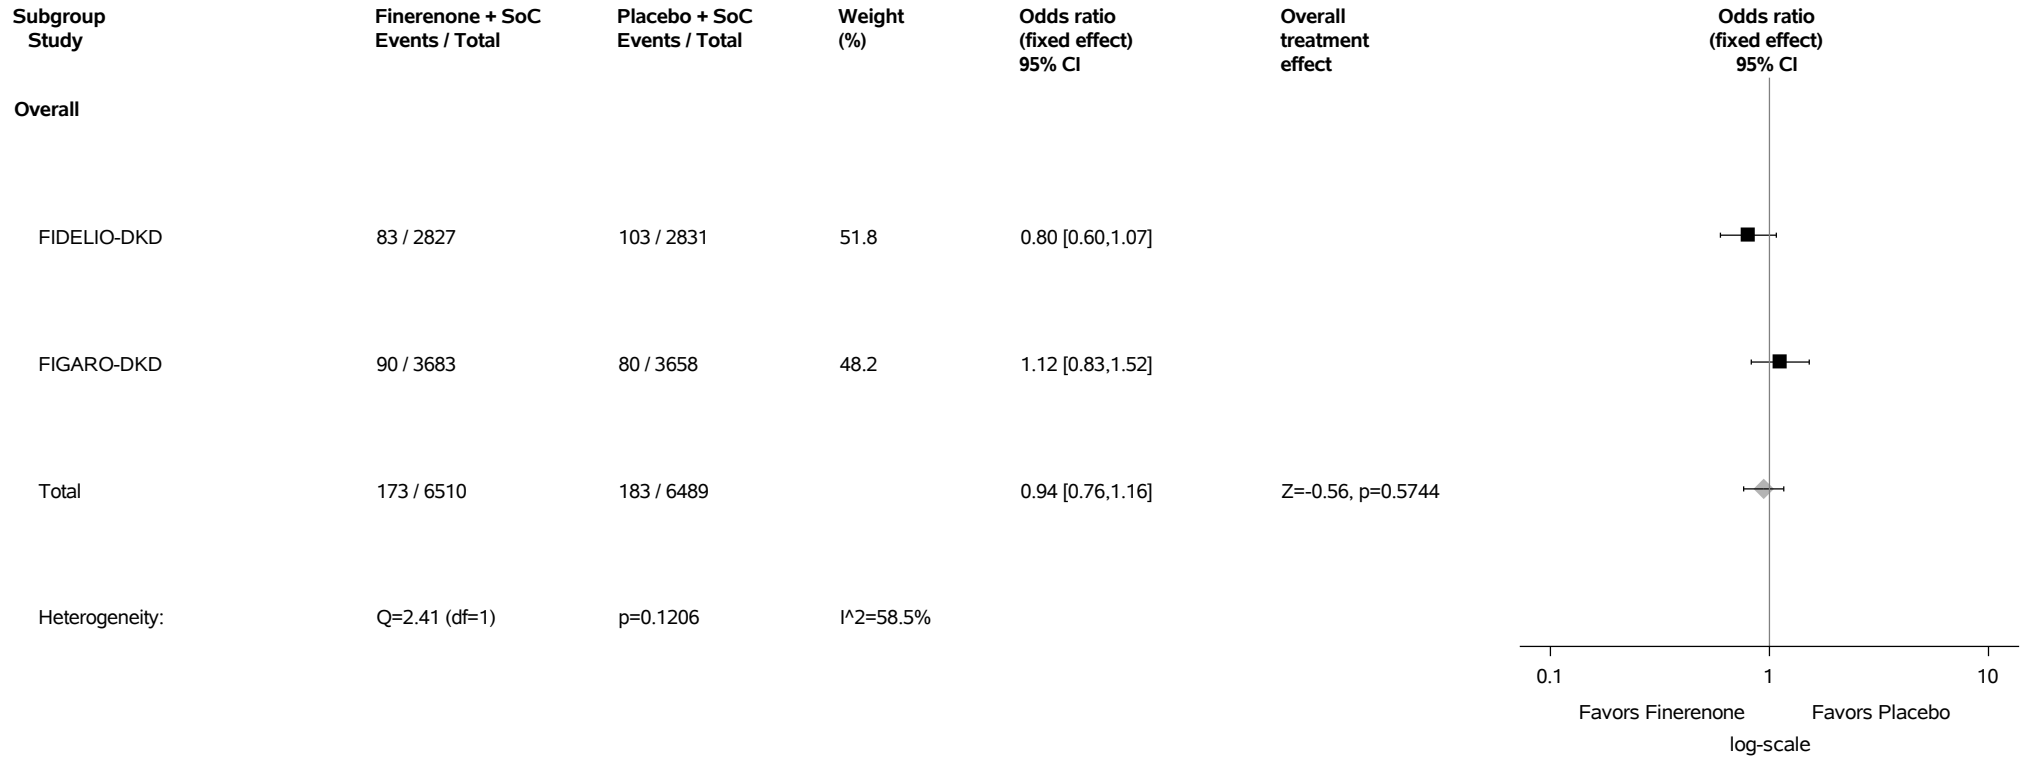 Subgroup Finerenone + SoC Placebo + SoC Weight Odds ratio Overall Odds ratio
Study Events / Total Events / Total (%) (fixed effect) treatment (fixed effect)
95% CI effect 95% CI
Overall
FIDELIO-DKD 83 / 2827 103 / 2831 51.8 0.80 [0.60,1.07]
FIGARO-DKD 90 / 3683 80 / 3658 48.2 1.12 [0.83,1.52]
Total 173 / 6510 183 / 6489 0.94 [0.76,1.16] Z=-0.56, p=0.5744
Heterogeneity: Q=2.41 (df=1) p=0.1206 I^2=58.5%
0.1 1 10
Favors Finerenone Favors Placebo
log-scale